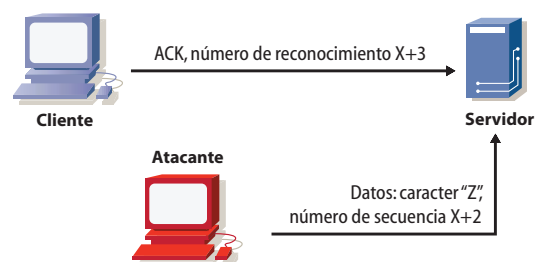 ACK, número de reconocimiento X+3
Cliente
Servidor
Atacante
Datos: caracter “Z”,
número de secuencia X+2